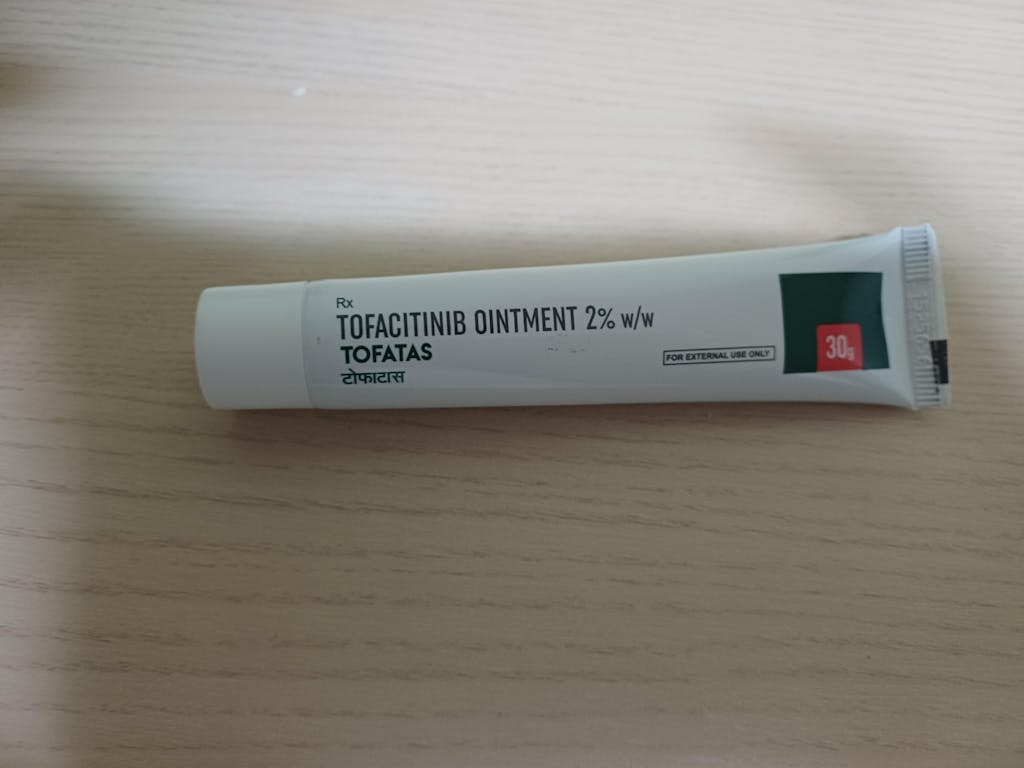 Rx
TOFACITINIB OINTMENT 2% w/w
TOFATAS
टोफाटास
FOR EXTERNAL USE ONLY
30g